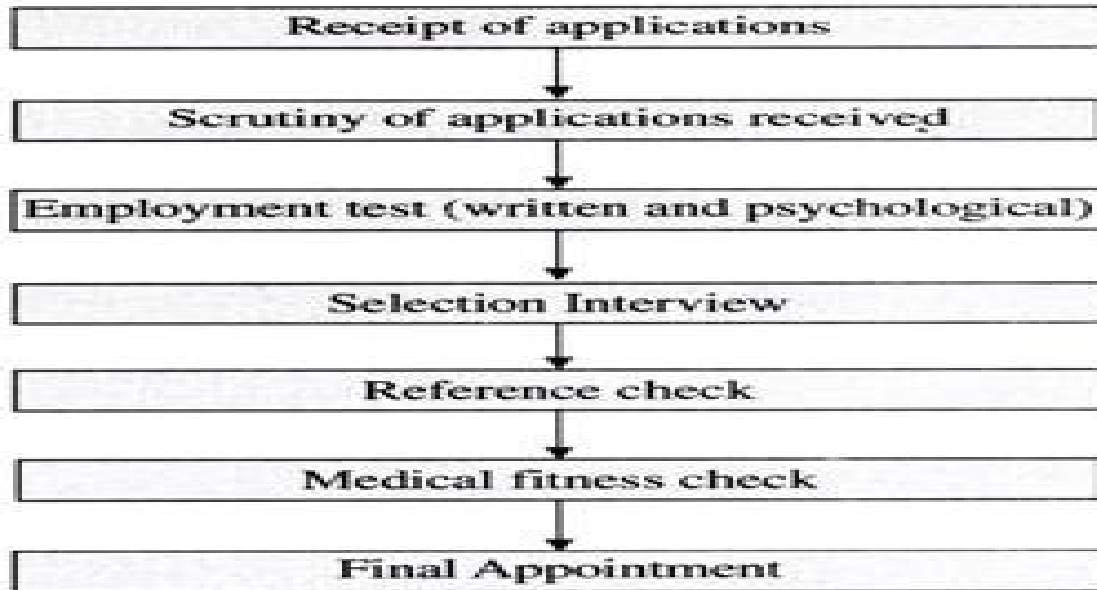 Receipt of applications
Scrutiny of applications received
Employment test (written and psychological)
Selection Interview
Reference check
Medical fitness check
Final Appointment